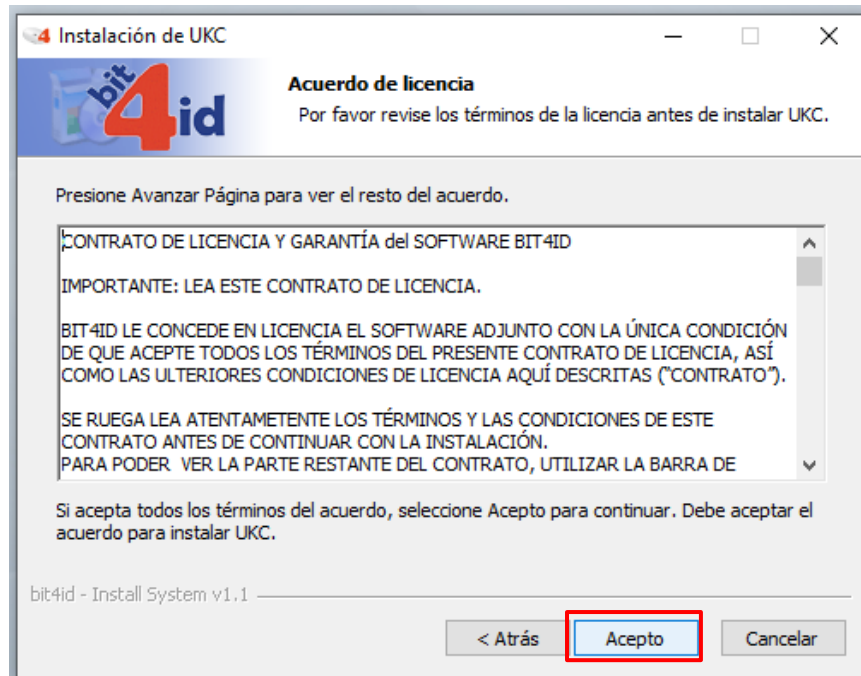 4 Instalación de UKC
bit4id
Acuerdo de licencia
Por favor revise los términos de la licencia antes de instalar UKC.
Presione Avanzar Página para ver el resto del acuerdo.
CONTRATO DE LICENCIA Y GARANTÍA del SOFTWARE BIT4ID
IMPORTANTE: LEA ESTE CONTRATO DE LICENCIA.
BIT4ID LE CONCEDE EN LICENCIA EL SOFTWARE ADJUNTO CON LA ÚNICA CONDICIÓN
DE QUE ACEPTE TODOS LOS TÉRMINOS DEL PRESENTE CONTRATO DE LICENCIA, ASÍ
COMO LAS ULTERIORES CONDICIONES DE LICENCIA AQUÍ DESCRITAS ("CONTRATO").
SE RUEGA LEA ATENTAMETENTE LOS TÉRMINOS Y LAS CONDICIONES DE ESTE
CONTRATO ANTES DE CONTINUAR CON LA INSTALACIÓN.
PARA PODER  VER LA PARTE RESTANTE DEL CONTRATO, UTILIZAR LA BARRA DE
Si acepta todos los términos del acuerdo, seleccione Acepto para continuar. Debe aceptar el
acuerdo para instalar UKC.
bit4id - Install System v1.1
< Atrás
Acepto
Cancelar